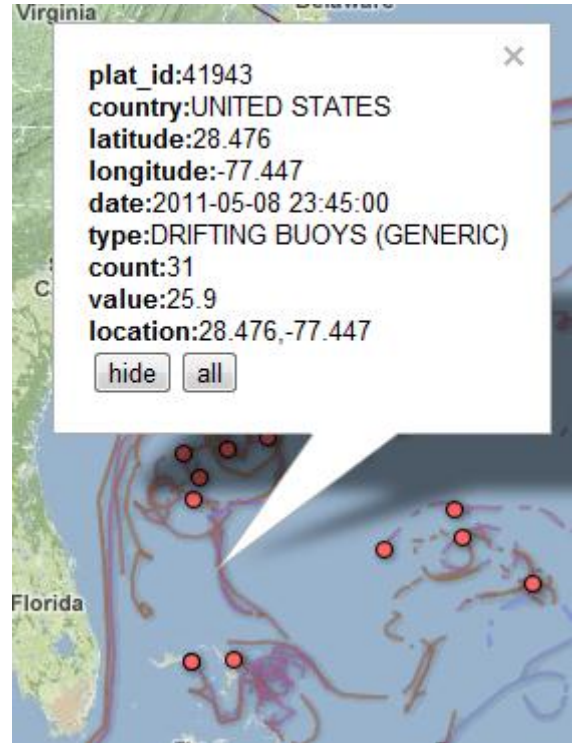 Virginia
Delaware
×
plat_id:41943
country:UNITED STATES
latitude:28.476
longitude:-77.447
date:2011-05-08 23:45:00
type:DRIFTING BUOYS (GENERIC)
count:31
value:25.9
location:28.476,-77.447
hide all
Florida